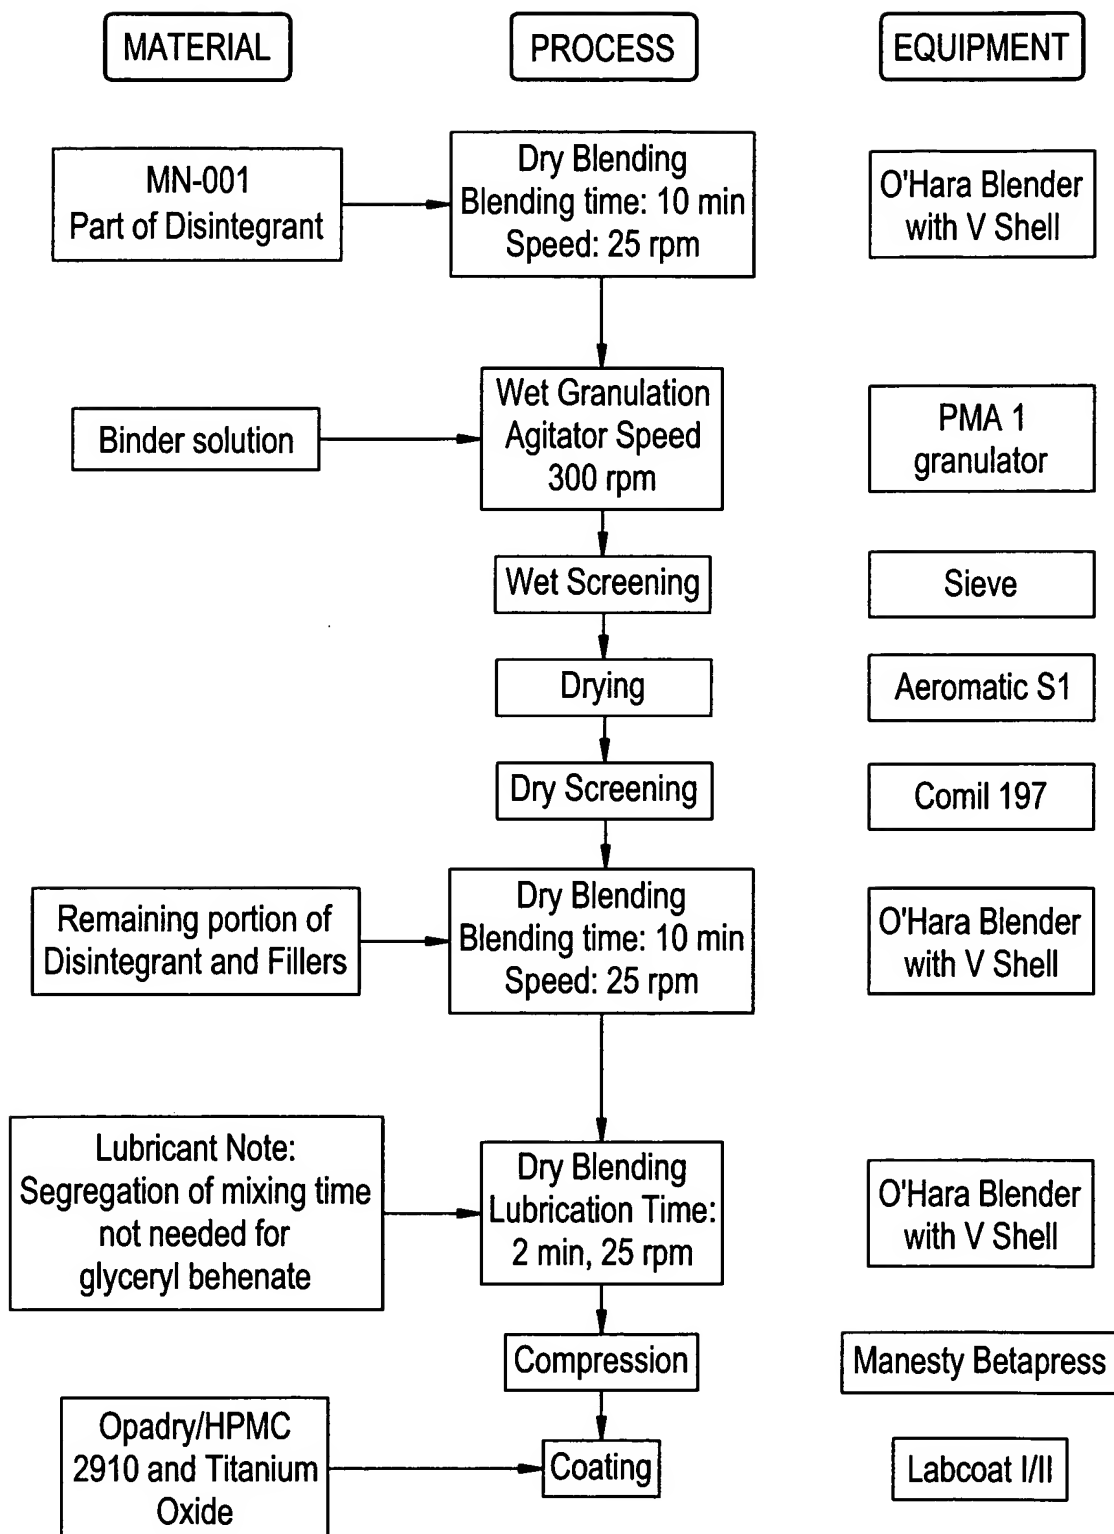 MATERIAL
PROCESS
EQUIPMENT
MN-001
Part of Disintegrant
Dry Blending
Blending time: 10 min
Speed: 25 rpm
O'Hara Blender
with V Shell
Binder solution
Wet Granulation
Agitator Speed
300 rpm
PMA 1
granulator
Wet Screening
Sieve
Drying
Aeromatic S1
Dry Screening
Comil 197
Remaining portion of
Disintegrant and Fillers
Dry Blending
Blending time: 10 min
Speed: 25 rpm
O'Hara Blender
with V Shell
Lubricant Note:
Segregation of mixing time
not needed for
glyceryl behenate
Dry Blending
Lubrication Time:
2 min, 25 rpm
O'Hara Blender
with V Shell
Compression
Manesty Betapress
Opadry/HPMC
2910 and Titanium
Oxide
Coating
Labcoat I/II